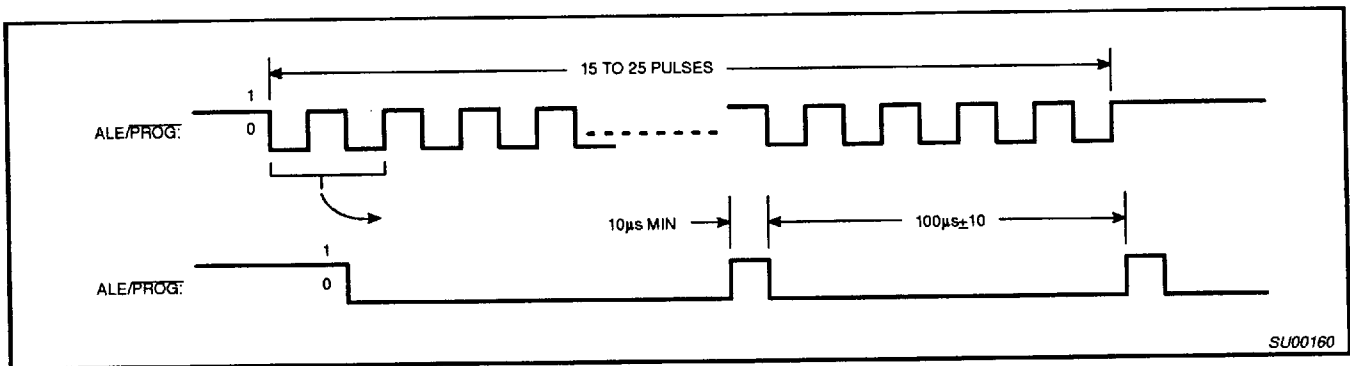 15 TO 25 PULSES
1
ALE/PROG:
0
10µs MIN
100µs±10
1
ALE/PROG:
0
SU00160